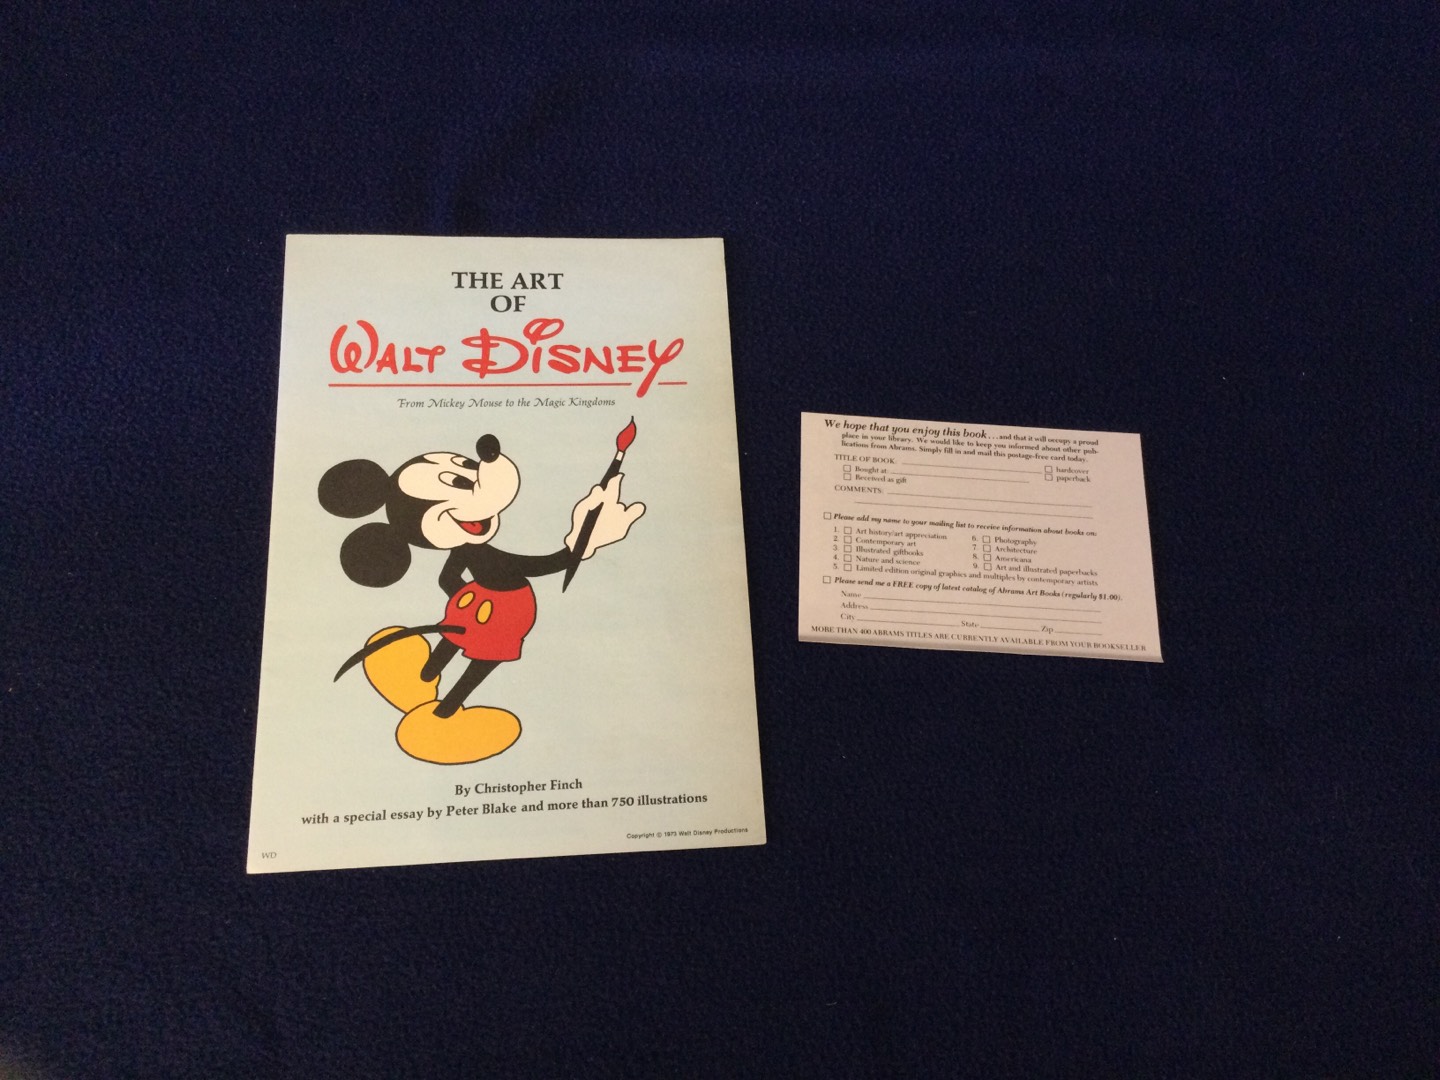 THE ART
OF
WALT DISNEY
From Mickey Mouse to the Magic Kingdoms
By Christopher Finch
with a special essay by Peter Blake and more than 750 illustrations
Copyright © 1973 Walt Disney Productions
WD
We hope that you enjoy this book...and that it will occupy a proud
place in your library. We would like to keep you informed about other pub-
lications from Abrams. Simply fill in and mail this postage-free card today.
TITLE OF BOOK:
Bought at: hardcover
Received as gift paperback
COMMENTS:
Please add my name to your mailing list to receive information about books on:
1. Art history/art appreciation 6. Photography
2. Contemporary art 7. Architecture
3. Illustrated giftbooks 8. Americana
4. Nature and science 9. Art and illustrated paperbacks
5. Limited edition original graphics and multiples by contemporary artists
Please send me a FREE copy of latest catalog of Abrams Art Books (regularly $1.00).
Name
Address
City State Zip
MORE THAN 400 ABRAMS TITLES ARE CURRENTLY AVAILABLE FROM YOUR BOOKSELLER